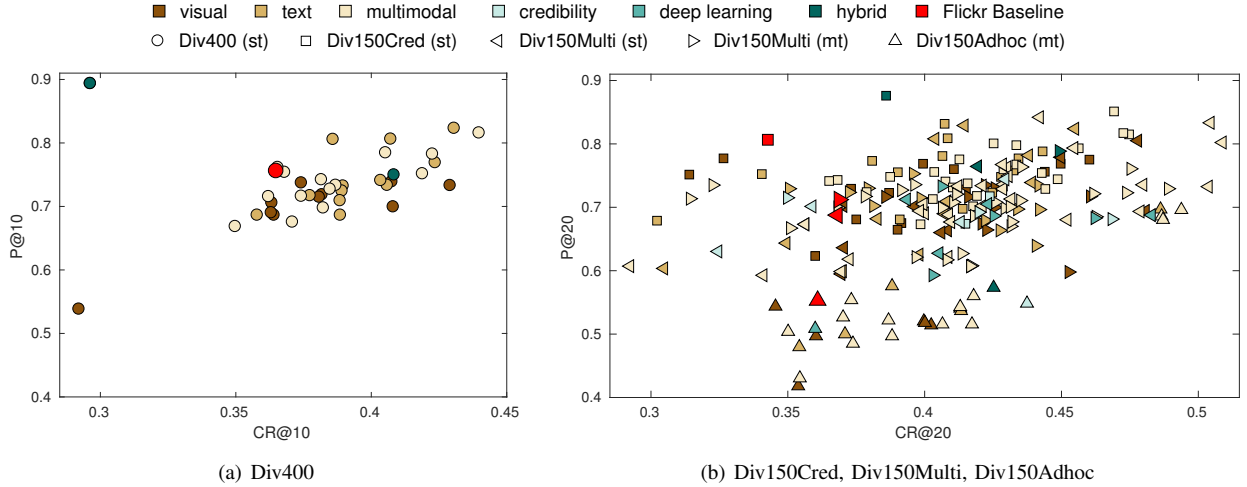 visual text multimodal credibility deep learning hybrid Flickr Baseline
Div400 (st) Div150Cred (st) Div150Multi (st) Div150Multi (mt) Div150Adhoc (mt)
0.9
0.8
0.7
0.6
0.5
0.4
P@10
0.3 0.35 0.4 0.45
CR@10
(a) Div400
0.9
0.8
0.7
0.6
0.5
0.4
P@20
0.3 0.35 0.4 0.45 0.5
CR@20
(b) Div150Cred, Div150Multi, Div150Adhoc